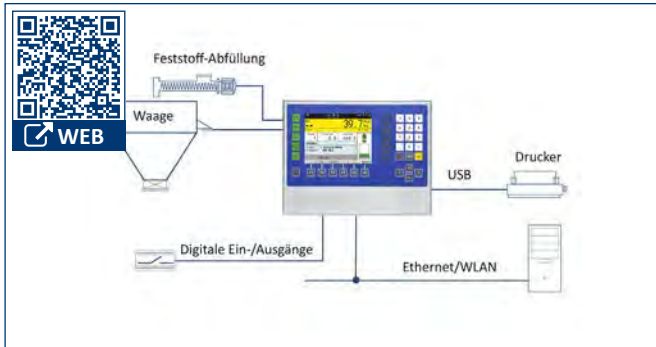 Feststoff-Abfüllung
Waage
WEB
USB
Drucker
Digitale Ein-/Ausgänge
Ethernet/WLAN